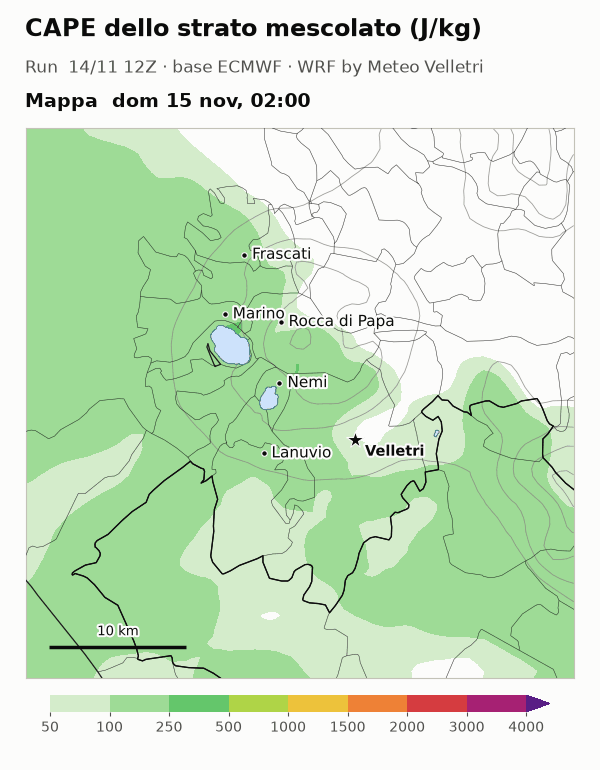 CAPE dello strato mescolato (J/kg)
Run  14/11 12Z · base ECMWF · WRF by Meteo Velletri
Mappa  dom 15 nov, 02:00
Frascati
Marino
Rocca di Papa
Nemi
Velletri
Lanuvio
10 km
50 100 250 500 1000 1500 2000 3000 4000